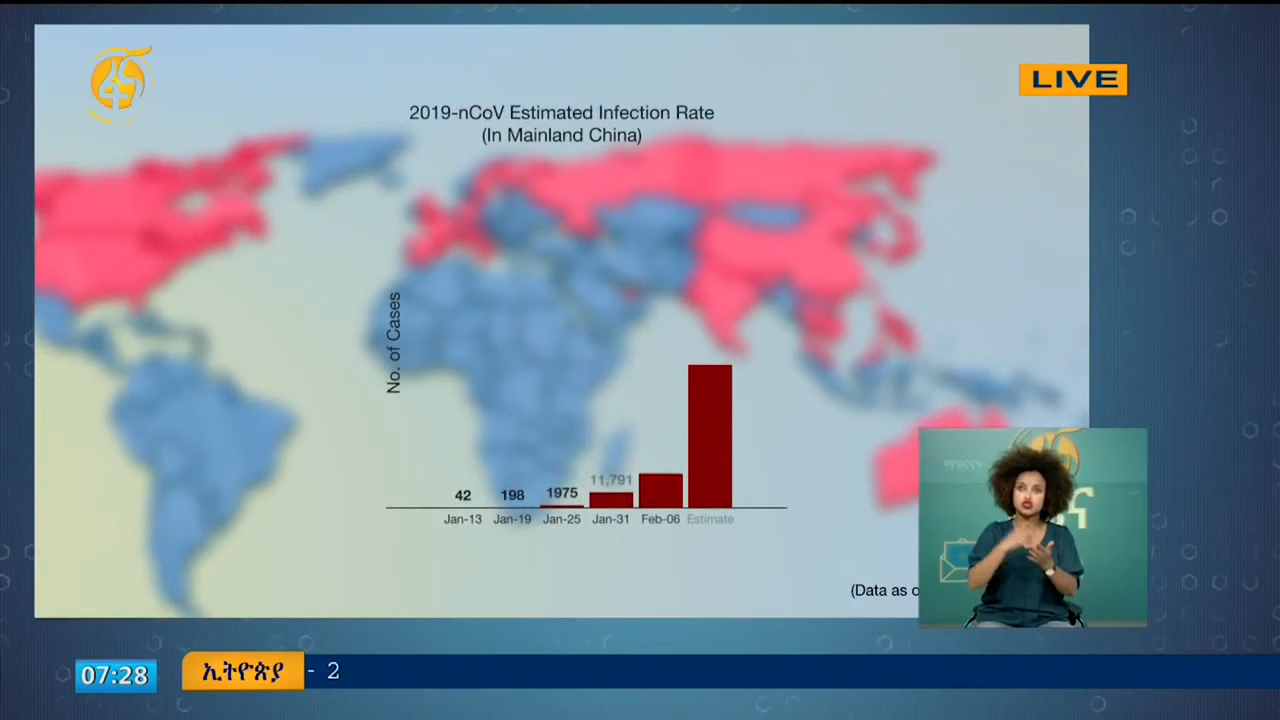 LIVE
2019-nCoV Estimated Infection Rate
(In Mainland China)
No. of Cases
42
198
1975
11,791
Jan-13
Jan-19
Jan-25
Jan-31
Feb-06
Estimate
(Data as o
07:28
ኢትዮጵያ
- 2